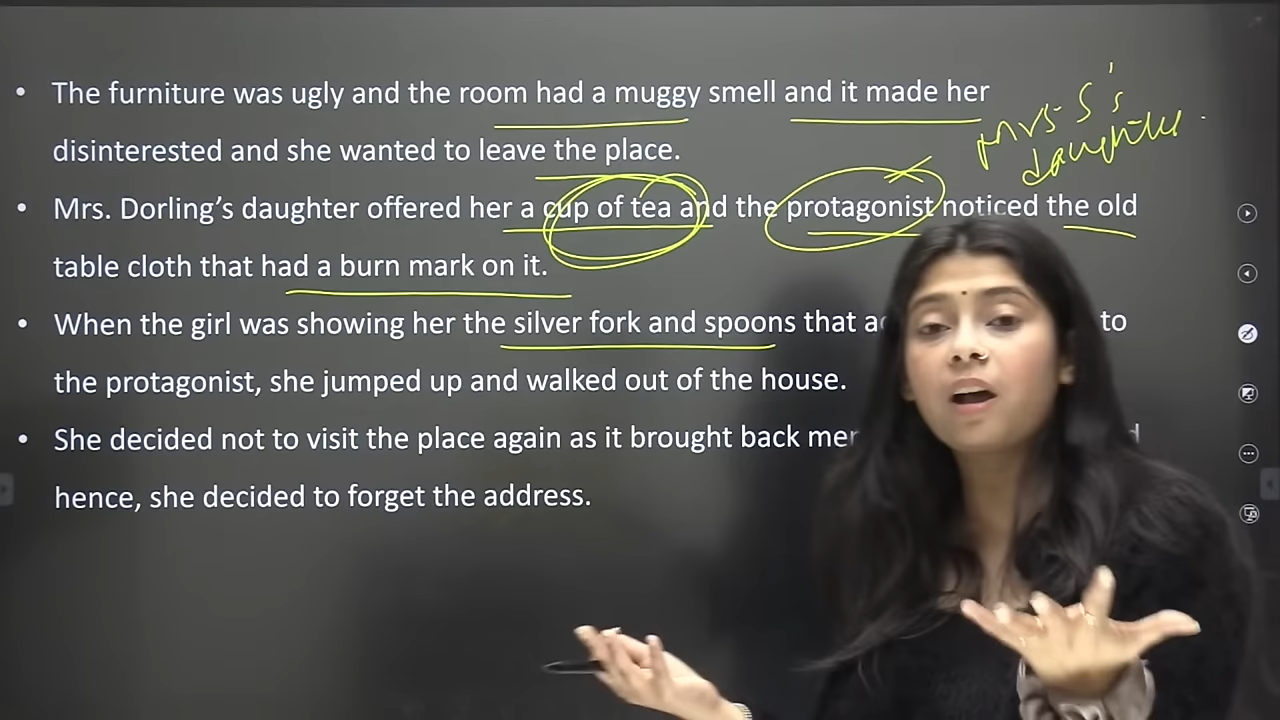 • The furniture was ugly and the room had a muggy smell and it made her
disinterested and she wanted to leave the place.
Mrs. S's
daughter
• Mrs. Dorling's daughter offered her a cup of tea and the protagonist noticed the old
table cloth that had a burn mark on it.
• When the girl was showing her the silver fork and spoons that to
the protagonist, she jumped up and walked out of the house.
• She decided not to visit the place again as it brought back
hence, she decided to forget the address.